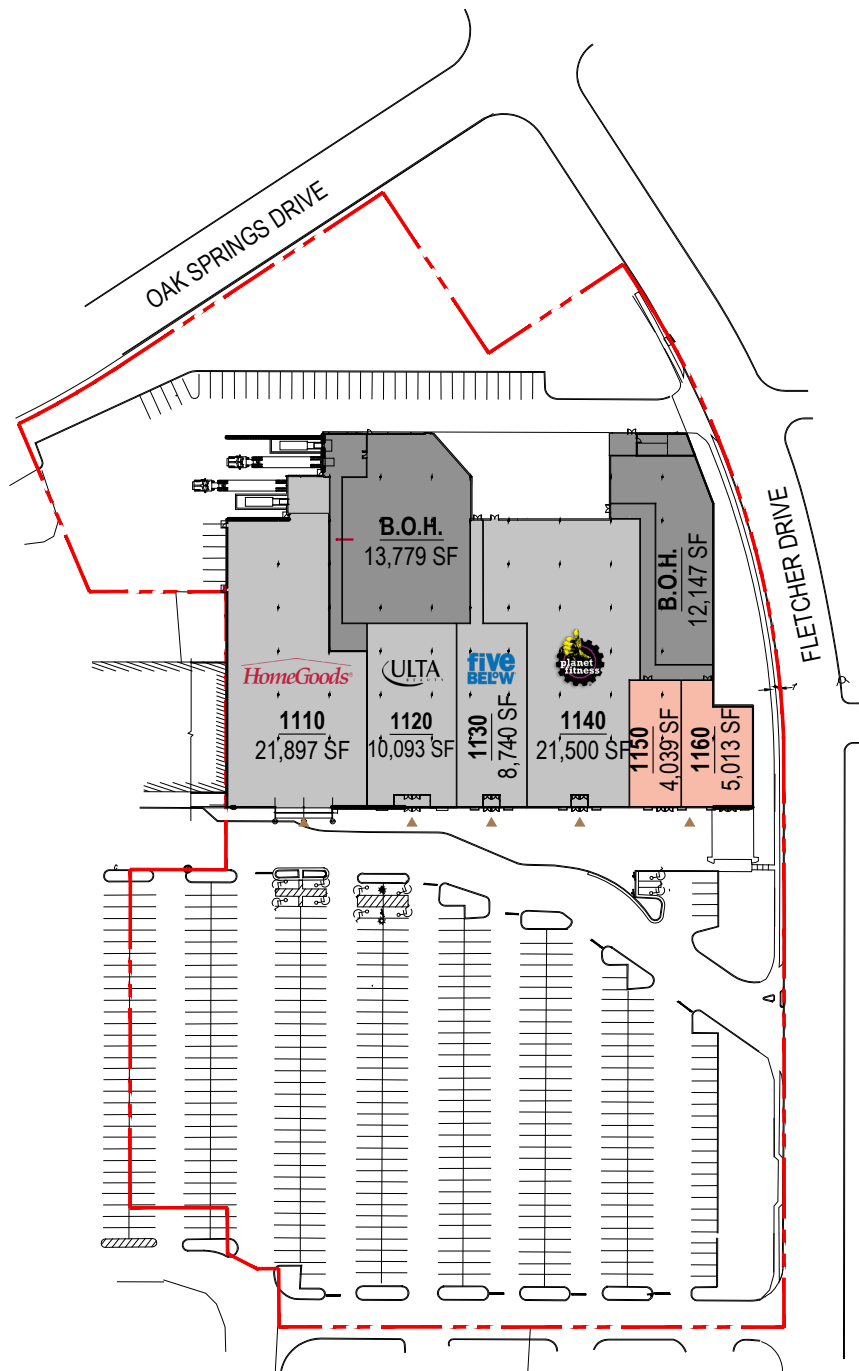 OAK SPRINGS DRIVE
FLETCHER DRIVE
B.O.H.
13,779 SF
B.O.H.
12,147 SF
HomeGoods®
1110
21,897 SF
ULTA
BEAUTY
1120
10,093 SF
five
BELOW
1130
8,740 SF
planet
fitness
1140
21,500 SF
1150
4,039 SF
1160
5,013 SF